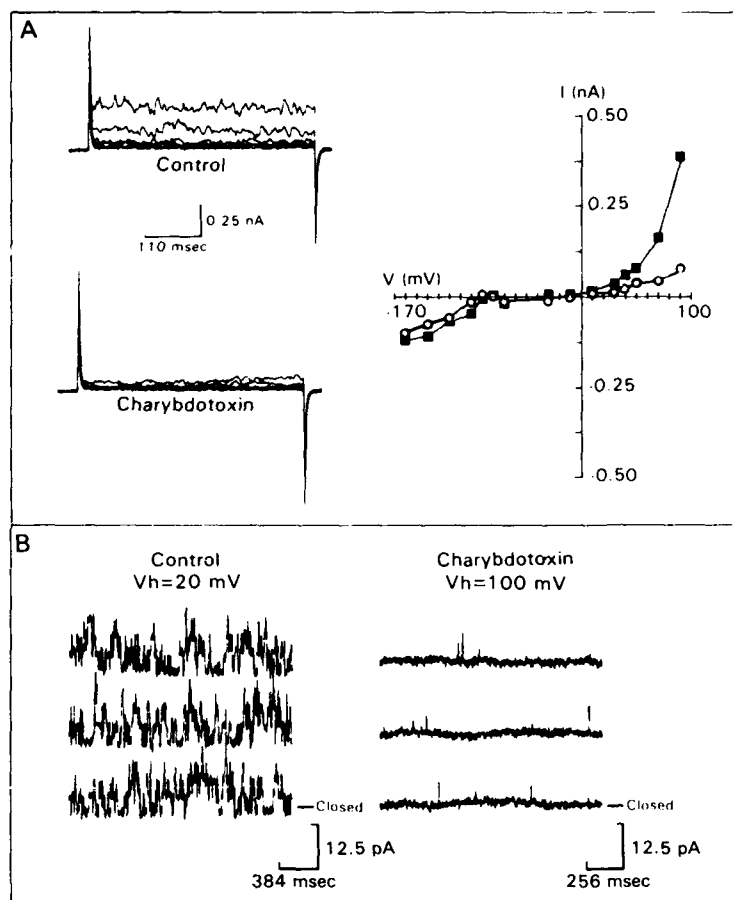 A
Control
0.25 nA
110 msec
Charybdotoxin
I (nA)
0.50
0.25
V (mV)
-170
100
-0.25
-0.50
B
Control
Vh=20 mV
Charybdotoxin
Vh=100 mV
Closed
Closed
12.5 pA
384 msec
12.5 pA
256 msec